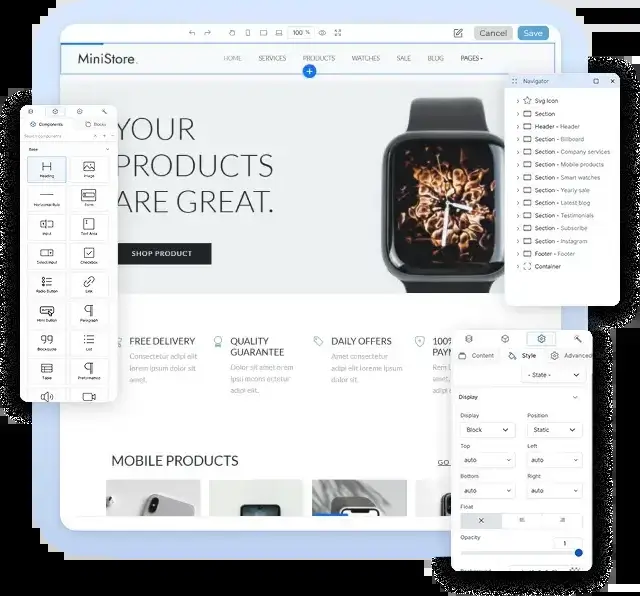 100 %
Cancel
Save
MiniStore.
HOME
SERVICES
PRODUCTS
WATCHES
SALE
BLOG
PAGES
YOUR
PRODUCTS
ARE GREAT.
SHOP PRODUCT
FREE DELIVERY
Consectetur adipi elit
lorem ipsum dolor sit
amet.
QUALITY
GUARANTEE
Dolor sit amet orem
ipsu mcons ectetur
adipi elit.
DAILY OFFERS
Amet consectetur
adipi elit loreme ipsum
dolor sit.
100%
MOBILE PRODUCTS
GO
Components
Blocks
Search components
Base
Heading
Image
Horizontal Rule
Form
Input
Text Area
Select Input
Checkbox
Radio Button
Link
Html Button
Paragraph
Blockquote
List
Table
Preformatted
Navigator
Svg Icon
Section
Header - Header
Section - Billboard
Section - Company services
Section - Mobile products
Section - Smart watches
Section - Yearly sale
Section - Latest blog
Section - Testimonials
Section - Subscribe
Section - Instagram
Footer - Footer
Container
Content
Style
Advanced
- State -
Display
Display
Position
Block
Static
Top
Left
auto
auto
Bottom
Right
auto
auto
Float
Opacity
1